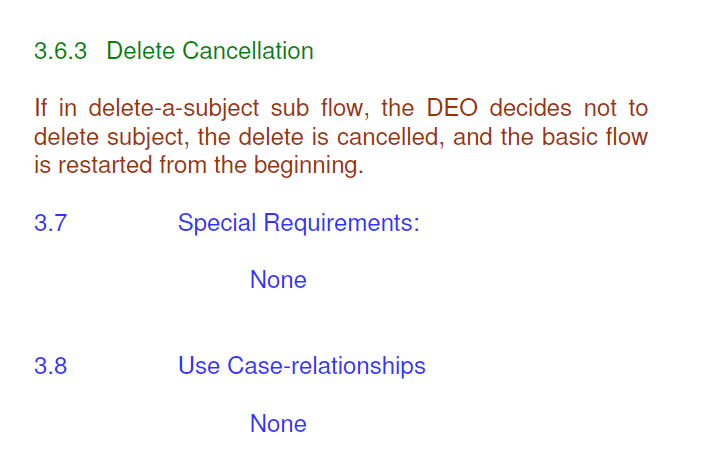 3.6.3 Delete Cancellation
If in delete-a-subject sub flow, the DEO decides not to
delete subject, the delete is cancelled, and the basic flow
is restarted from the beginning.
3.7 Special Requirements:
None
3.8 Use Case-relationships
None